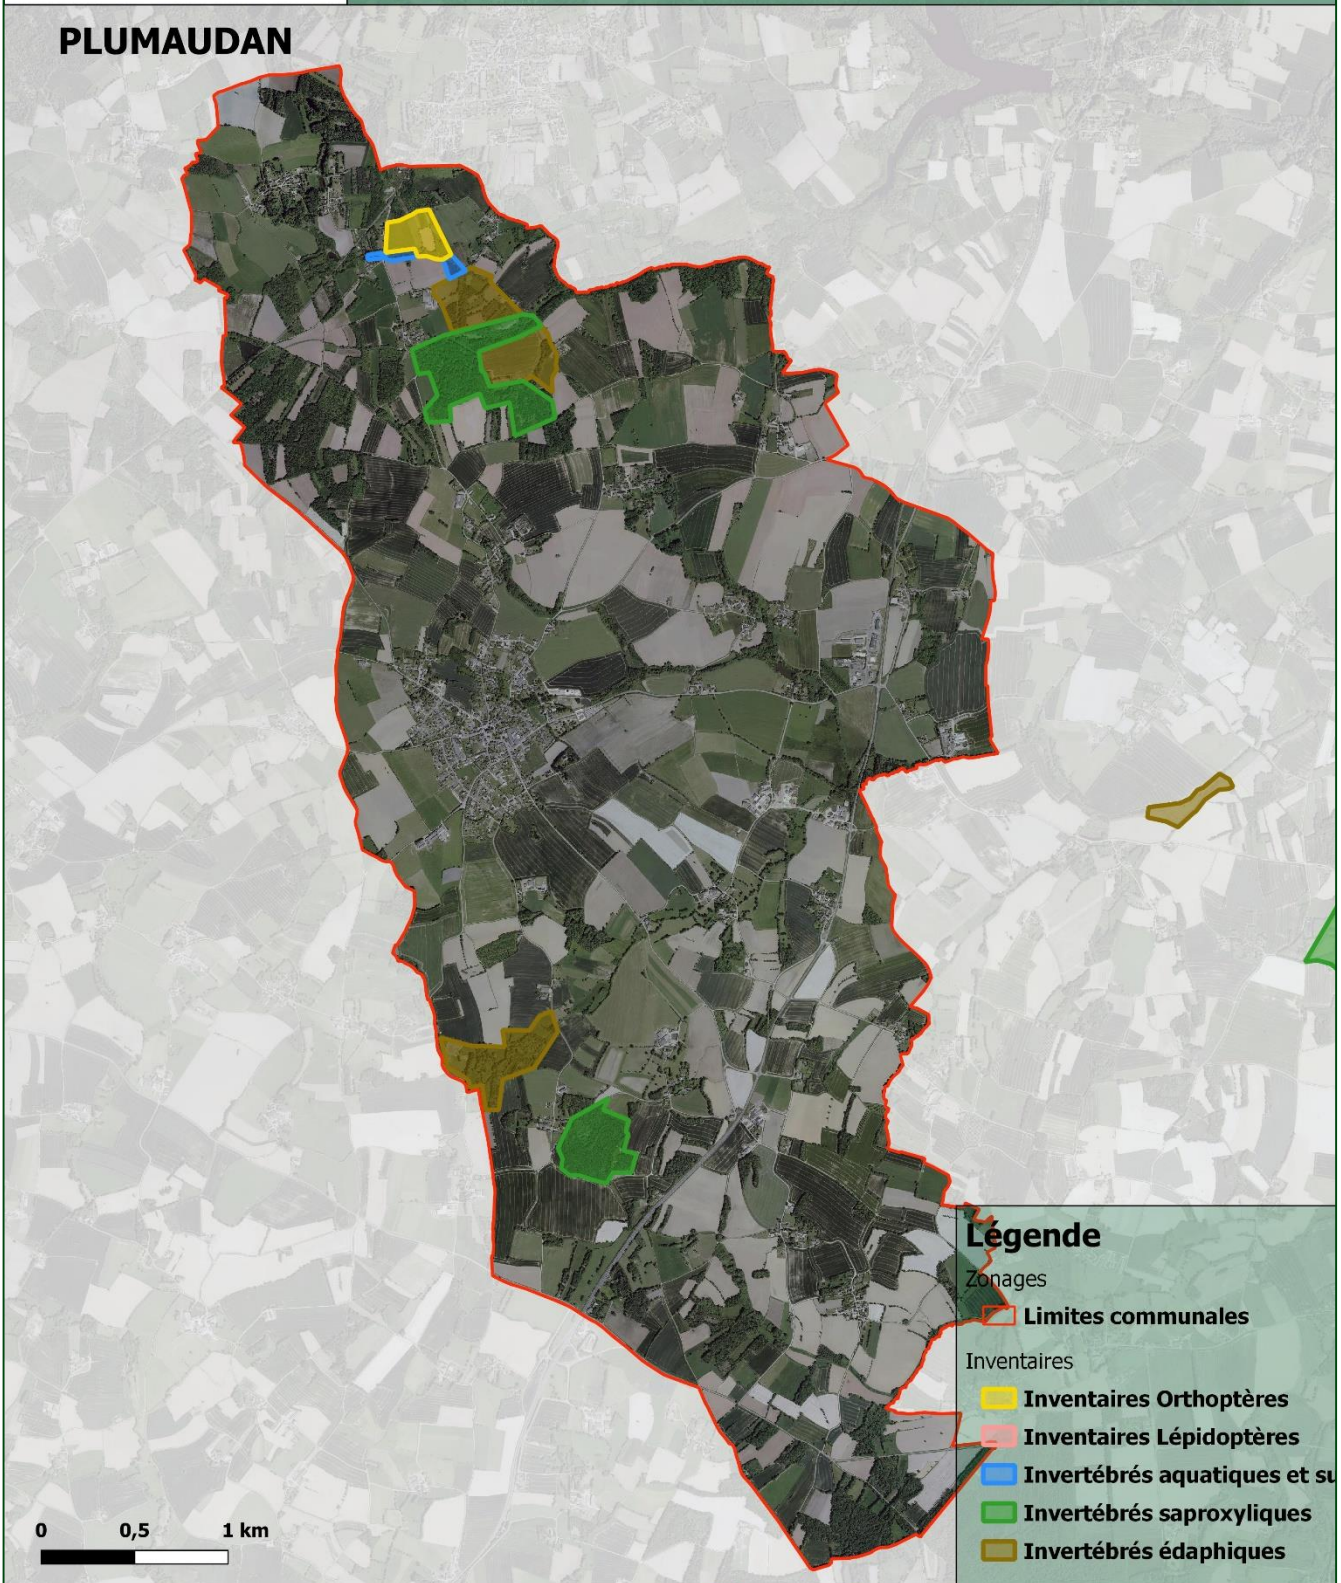 PLUMAUDAN
Légende
Zonages
Limites communales
Inventaires
Inventaires Orthoptères
Inventaires Lépidoptères
Invertébrés aquatiques et su
Invertébrés saproxyliques
Invertébrés édaphiques
0 0,5 1 km